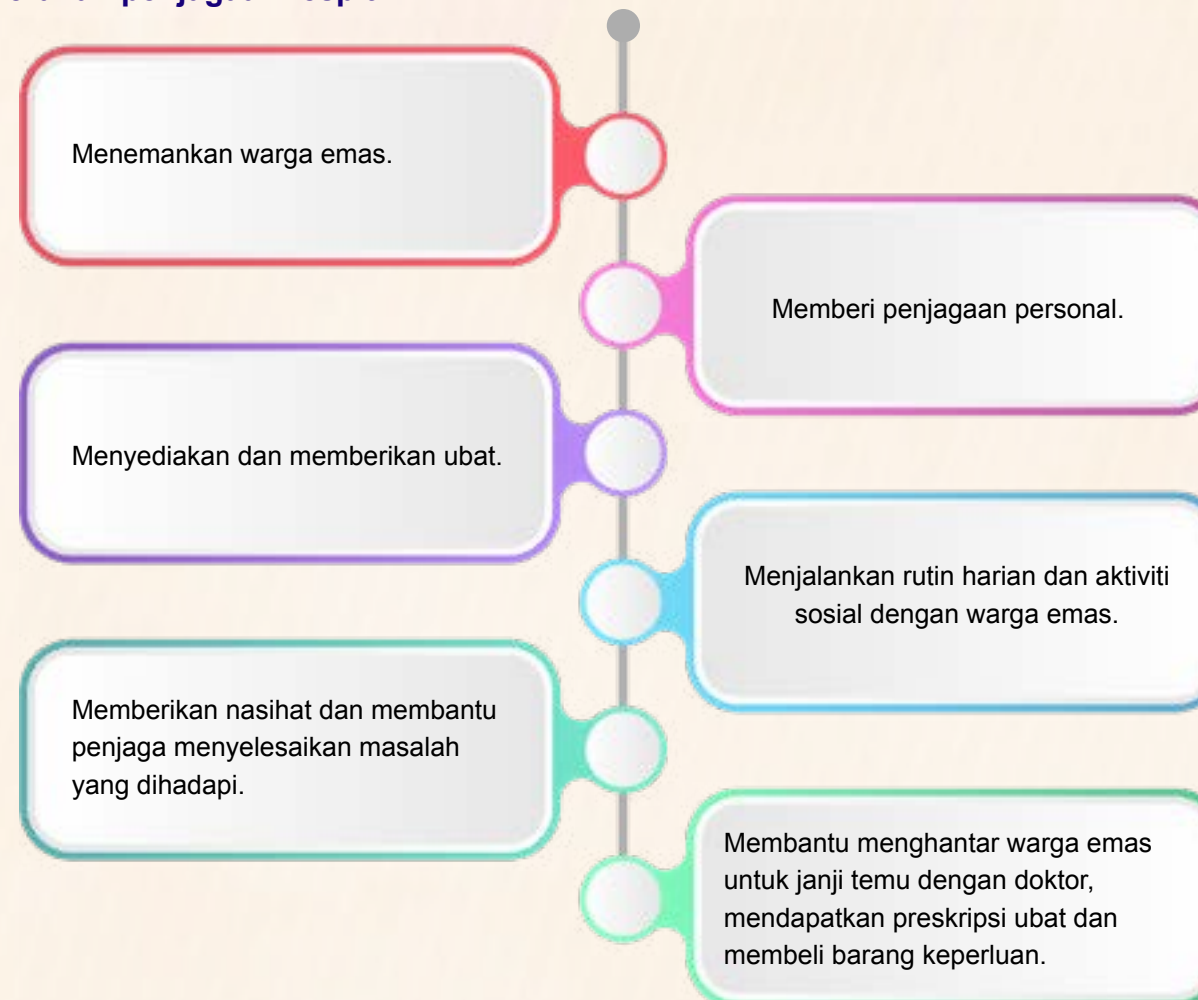 Menemankan warga emas.
Memberi penjagaan personal.
Menyediakan dan memberikan ubat.
Menjalankan rutin harian dan aktiviti
sosial dengan warga emas.
Memberikan nasihat dan membantu
penjaga menyelesaikan masalah
yang dihadapi.
Membantu menghantar warga emas
untuk janji temu dengan doktor,
mendapatkan preskripsi ubat dan
membeli barang keperluan.